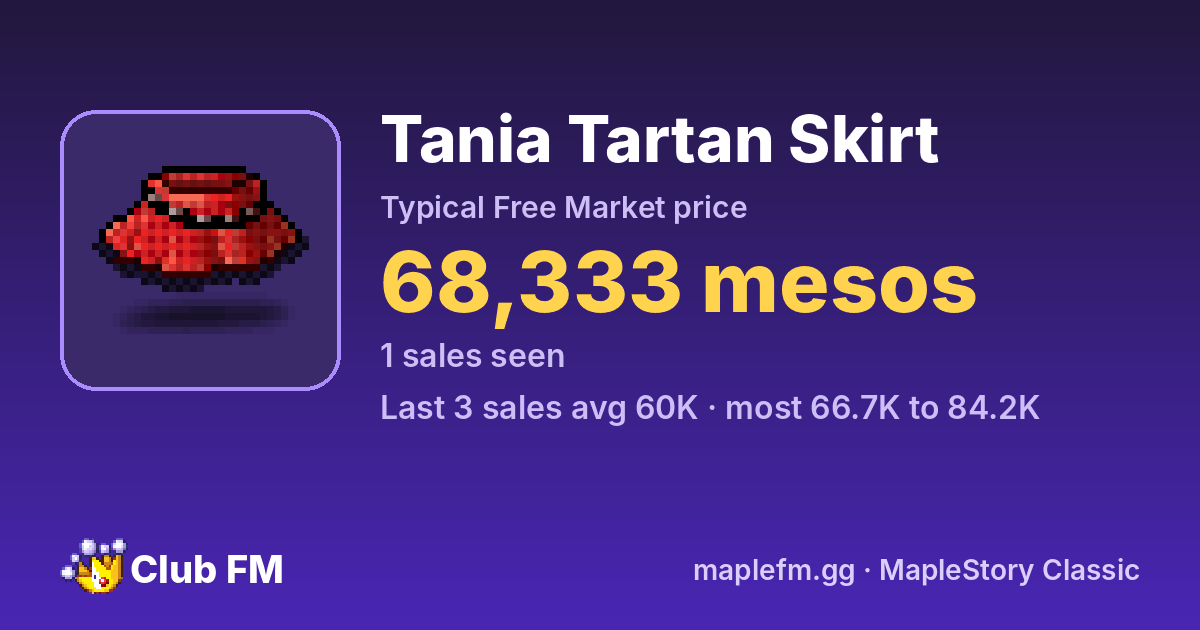 Tania Tartan Skirt
Typical Free Market price
68,333 mesos
1 sales seen
Last 3 sales avg 60K · most 66.7K to 84.2K
Club FM
maplefm.gg · MapleStory Classic